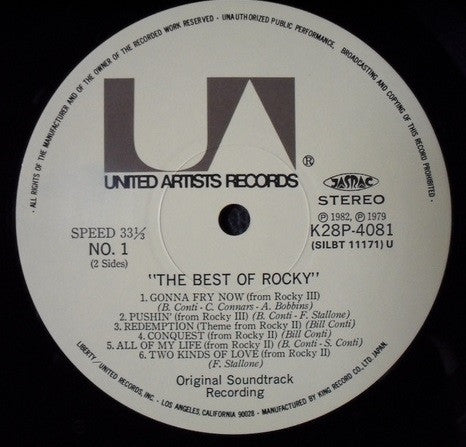 · ALL RIGHTS OF THE MANUFACTURER AND OF THE OWNER OF THE RECORDED WORK RESERVED · UNAUTHORIZED PUBLIC PERFORMANCE, BROADCASTING AND COPYING OF THIS RECORD PROHIBITED ·
UA
UNITED ARTISTS RECORDS ®
JASRAC
STEREO
SPEED 33⅓
NO. 1
(2 Sides)
Ⓟ 1982, Ⓟ 1979
K28P-4081
(SILBT 11171) U
"THE BEST OF ROCKY"
1. GONNA FRY NOW (from Rocky III)
(B. Conti - C. Connars - A. Bobbins)
2. PUSHIN' (from Rocky III) (B. Conti - F. Stallone)
3. REDEMPTION (Theme from Rocky II) (Bill Conti)
4. CONQUEST (from Rocky II) (Bill Conti)
5. ALL OF MY LIFE (from Rocky II) (B. Conti - S. Conti)
6. TWO KINDS OF LOVE (from Rocky II)
(F. Stallone)
Original Soundtrack
Recording
LIBERTY/UNITED RECORDS, INC. · LOS ANGELES, CALIFORNIA 90028 · MANUFACTURED BY KING RECORD CO., LTD. JAPAN.